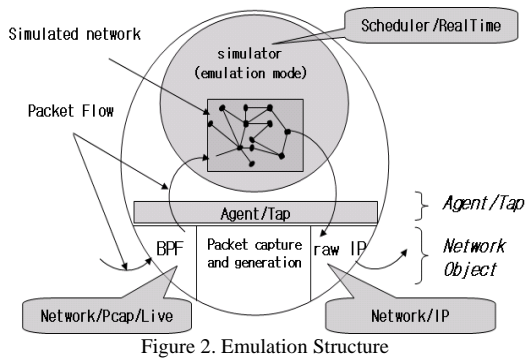 Scheduler/RealTime
Simulated network
simulator
(emulation mode)
Packet Flow
Agent/Tap
Agent/Tap
BPF
Packet capture
and generation
raw IP
Network
Object
Network/Pcap/Live
Network/IP
Figure 2. Emulation Structure